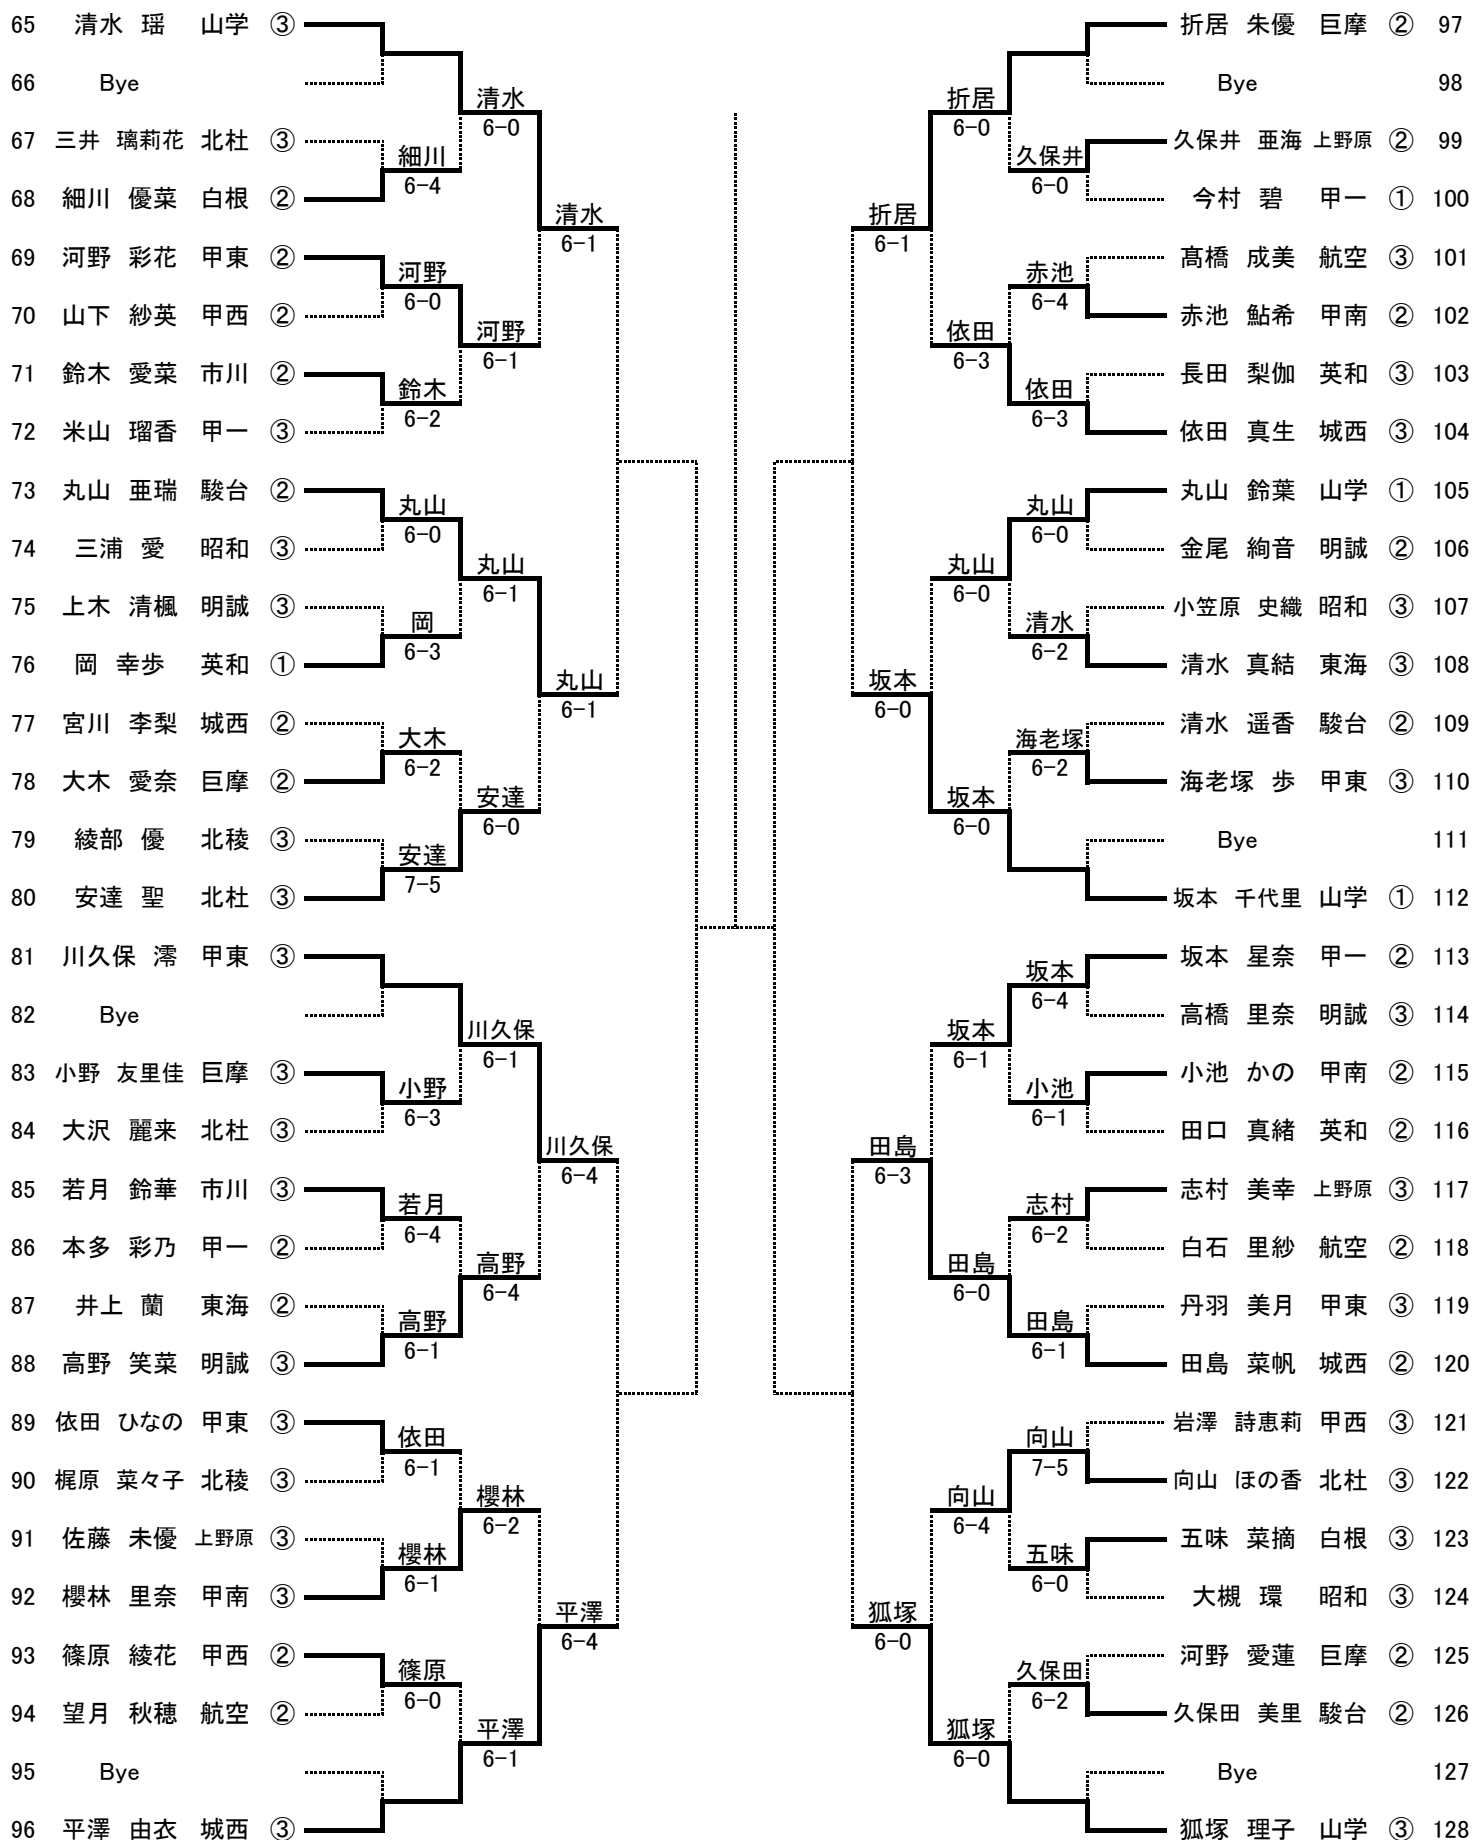 65 清水 瑶 山学 ③
66 Bye
67 三井 璃莉花 北杜 ③
68 細川 優菜 白根 ②
69 河野 彩花 甲東 ②
70 山下 紗英 甲西 ②
71 鈴木 愛菜 市川 ②
72 米山 瑠香 甲一 ③
73 丸山 亜瑞 駿台 ②
74 三浦 愛 昭和 ③
75 上木 清楓 明誠 ③
76 岡 幸歩 英和 ①
77 宮川 李梨 城西 ②
78 大木 愛奈 巨摩 ②
79 綾部 優 北稜 ③
80 安達 聖 北杜 ③
81 川久保 澪 甲東 ③
82 Bye
83 小野 友里佳 巨摩 ③
84 大沢 麗来 北杜 ③
85 若月 鈴華 市川 ③
86 本多 彩乃 甲一 ②
87 井上 蘭 東海 ②
88 高野 笑菜 明誠 ③
89 依田 ひなの 甲東 ③
90 梶原 菜々子 北稜 ③
91 佐藤 未優 上野原 ③
92 櫻林 里奈 甲南 ③
93 篠原 綾花 甲西 ②
94 望月 秋穂 航空 ②
95 Bye
96 平澤 由衣 城西 ③
細川
6-4
河野
6-0
鈴木
6-2
丸山
6-0
岡
6-3
大木
6-2
安達
7-5
小野
6-3
若月
6-4
高野
6-1
依田
6-1
櫻林
6-1
篠原
6-0
清水
6-0
河野
6-1
丸山
6-1
安達
6-0
川久保
6-1
高野
6-4
櫻林
6-2
平澤
6-1
清水
6-1
丸山
6-1
川久保
6-4
平澤
6-4
折居
6-1
坂本
6-0
田島
6-3
狐塚
6-0
折居
6-0
依田
6-3
丸山
6-0
坂本
6-0
坂本
6-1
田島
6-0
向山
6-4
狐塚
6-0
久保井
6-0
赤池
6-4
依田
6-3
丸山
6-0
清水
6-2
海老塚
6-2
坂本
6-4
小池
6-1
志村
6-2
田島
6-1
向山
7-5
五味
6-0
久保田
6-2
折居 朱優 巨摩 ② 97
Bye 98
久保井 亜海 上野原 ② 99
今村 碧 甲一 ① 100
髙橋 成美 航空 ③ 101
赤池 鮎希 甲南 ② 102
長田 梨伽 英和 ③ 103
依田 真生 城西 ③ 104
丸山 鈴葉 山学 ① 105
金尾 絢音 明誠 ② 106
小笠原 史織 昭和 ③ 107
清水 真結 東海 ③ 108
清水 遥香 駿台 ② 109
海老塚 歩 甲東 ③ 110
Bye 111
坂本 千代里 山学 ① 112
坂本 星奈 甲一 ② 113
高橋 里奈 明誠 ③ 114
小池 かの 甲南 ② 115
田口 真緒 英和 ② 116
志村 美幸 上野原 ③ 117
白石 里紗 航空 ② 118
丹羽 美月 甲東 ③ 119
田島 菜帆 城西 ② 120
岩澤 詩恵莉 甲西 ③ 121
向山 ほの香 北杜 ③ 122
五味 菜摘 白根 ③ 123
大槻 環 昭和 ③ 124
河野 愛蓮 巨摩 ② 125
久保田 美里 駿台 ② 126
Bye 127
狐塚 理子 山学 ③ 128